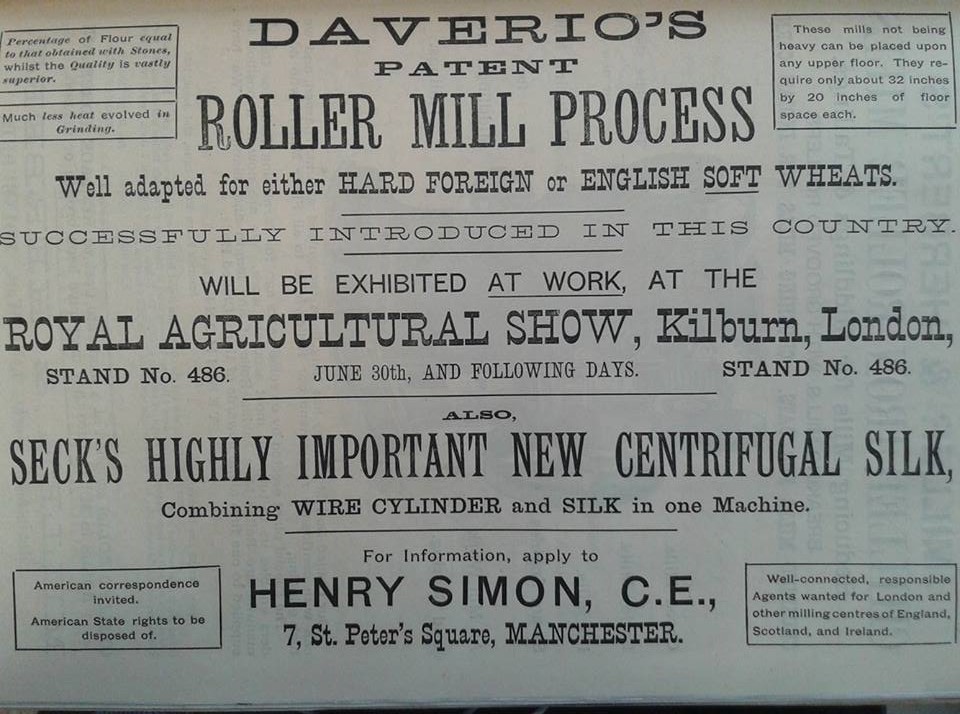 Percentage of Flour equal
to that obtained with Stones,
whilst the Quality is vastly
superior.
Much less heat evolved in
Grinding.
DAVERIO'S
PATENT
ROLLER MILL PROCESS
These mills not being
heavy can be placed upon
any upper floor. They re-
quire only about 32 inches
by 20 inches of floor
space each.
Well adapted for either HARD FOREIGN or ENGLISH SOFT WHEATS.
SUCCESSFULLY INTRODUCED IN THIS COUNTRY.
WILL BE EXHIBITED AT WORK, AT THE
ROYAL AGRICULTURAL SHOW, Kilburn, London,
STAND No. 486. JUNE 30th, AND FOLLOWING DAYS. STAND No. 486.
ALSO,
SECK'S HIGHLY IMPORTANT NEW CENTRIFUGAL SILK,
Combining WIRE CYLINDER and SILK in one Machine.
For Information, apply to
HENRY SIMON, C.E.,
7, St. Peter's Square, MANCHESTER.
American correspondence
invited.
American State rights to be
disposed of.
Well-connected, responsible
Agents wanted for London and
other milling centres of England,
Scotland, and Ireland.